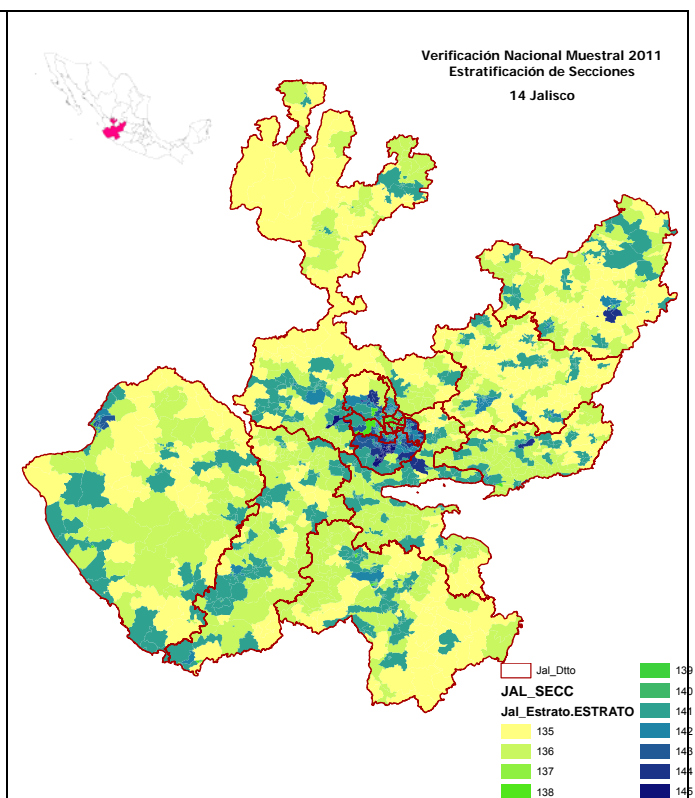 Verificación Nacional Muestral 2011
Estratificación de Secciones
14 Jalisco
Jal_Dtto
JAL_SECC
Jal_Estrato.ESTRATO
135
136
137
138
139
140
141
142
143
144
145